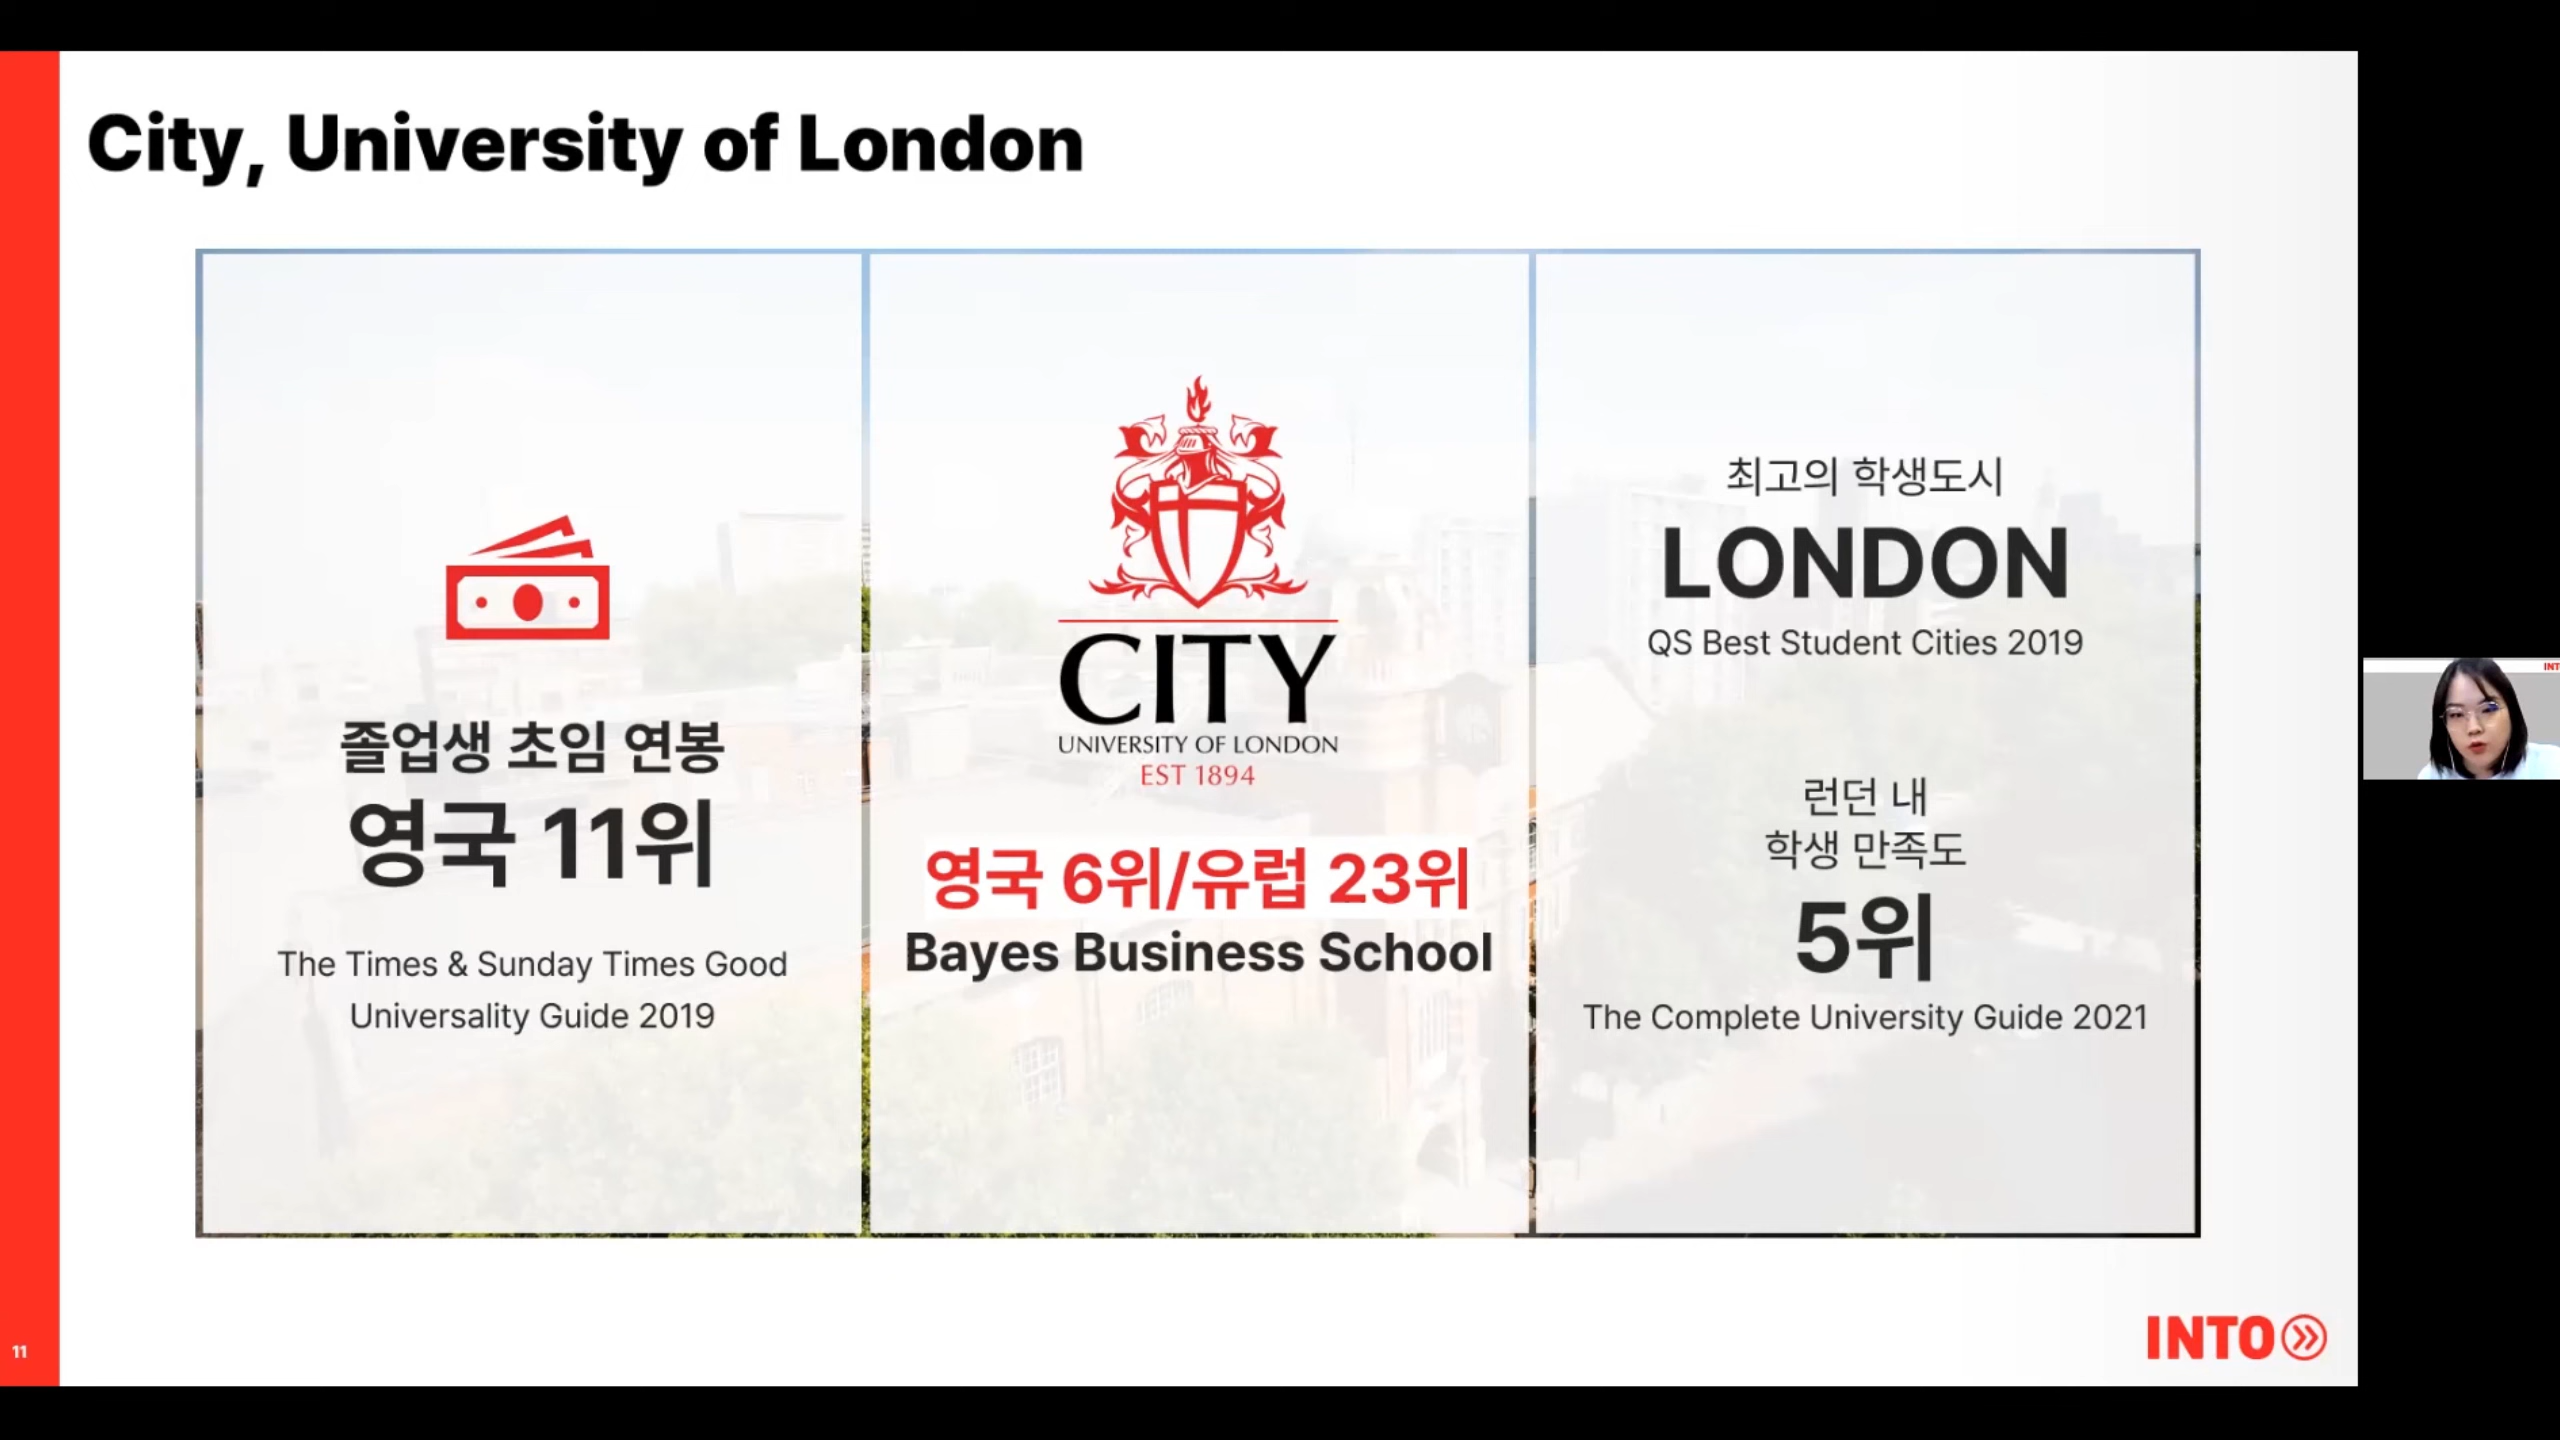 City, University of London
졸업생 초임 연봉
영국 11위
The Times & Sunday Times Good
Universality Guide 2019
CITY
UNIVERSITY OF LONDON
EST 1894
영국 6위/유럽 23위
Bayes Business School
최고의 학생도시
LONDON
QS Best Student Cities 2019
런던 내
학생 만족도
5위
The Complete University Guide 2021
INT
11
INTO